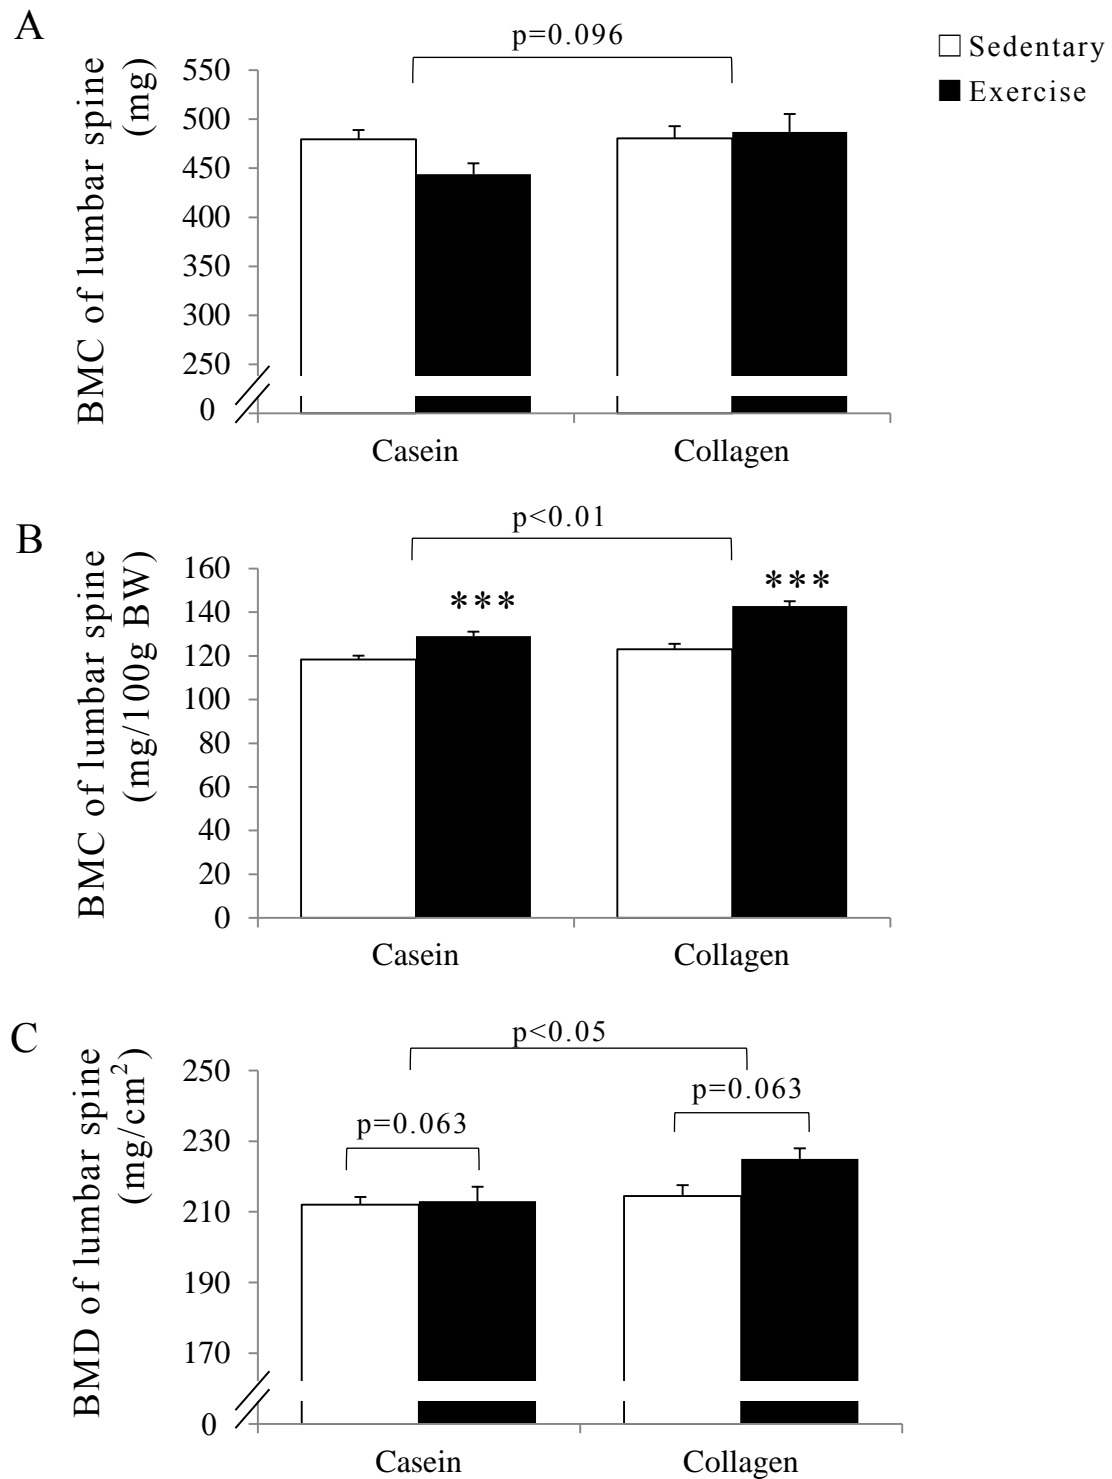 A
p=0.096
Sedentary
Exercise
BMC of lumbar spine
(mg)
550
500
450
400
350
300
250
0
Casein
Collagen
B
p<0.01
BMC of lumbar spine
(mg/100g BW)
160
140
120
100
80
60
40
20
0
***
***
Casein
Collagen
C
p<0.05
BMD of lumbar spine
(mg/cm²)
250
230
210
190
170
0
p=0.063
p=0.063
Casein
Collagen